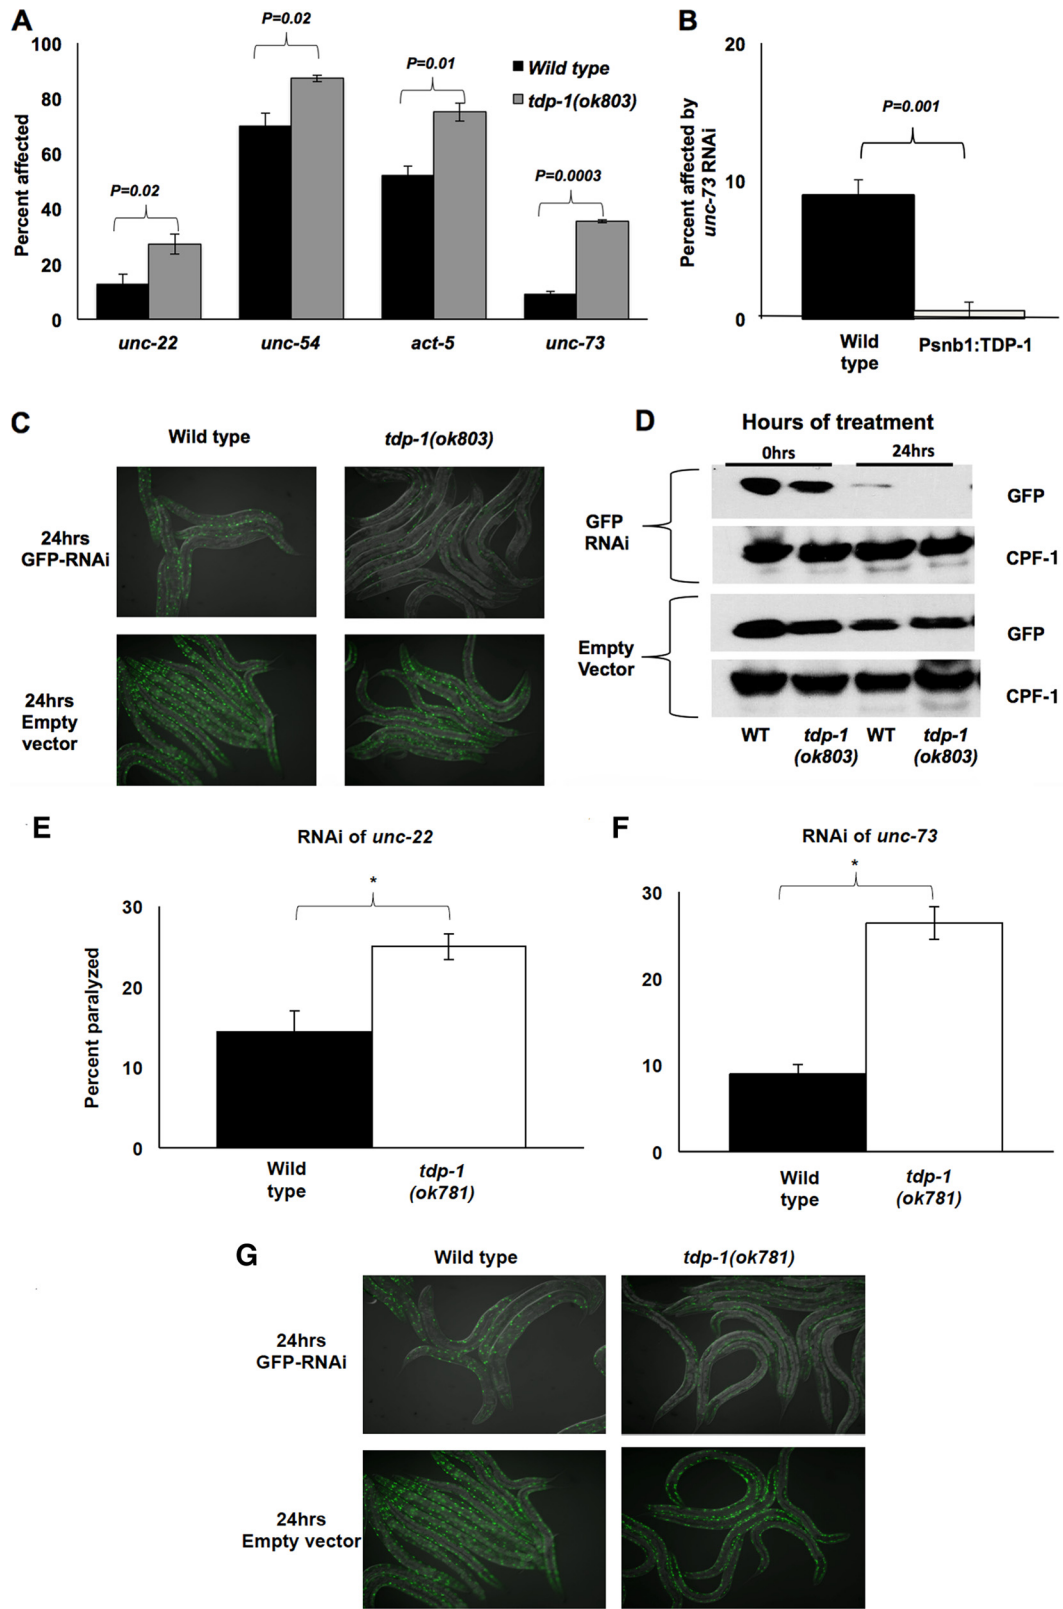 A
100
80
60
40
20
0
Percent affected
P=0.02
P=0.02
P=0.01
P=0.0003
Wild type
tdp-1(ok803)
unc-22
unc-54
act-5
unc-73
B
20
10
0
Percent affected by
unc-73 RNAi
P=0.001
Wild
type
Psnb1:TDP-1
C
Wild type
tdp-1(ok803)
24hrs
GFP-RNAi
24hrs
Empty
vector
D
Hours of treatment
0hrs
24hrs
GFP
RNAi
GFP
CPF-1
Empty
Vector
GFP
CPF-1
WT
tdp-1
(ok803)
WT
tdp-1
(ok803)
E
RNAi of unc-22
*
30
20
10
0
Percent paralyzed
Wild
type
tdp-1
(ok781)
F
RNAi of unc-73
*
30
20
10
0
Wild
type
tdp-1
(ok781)
G
Wild type
tdp-1(ok781)
24hrs
GFP-RNAi
24hrs
Empty vector